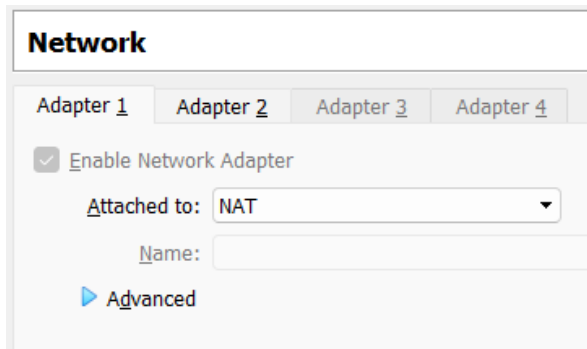 Network
Adapter 1 Adapter 2 Adapter 3 Adapter 4
Enable Network Adapter
Attached to: NAT
Name:
Advanced